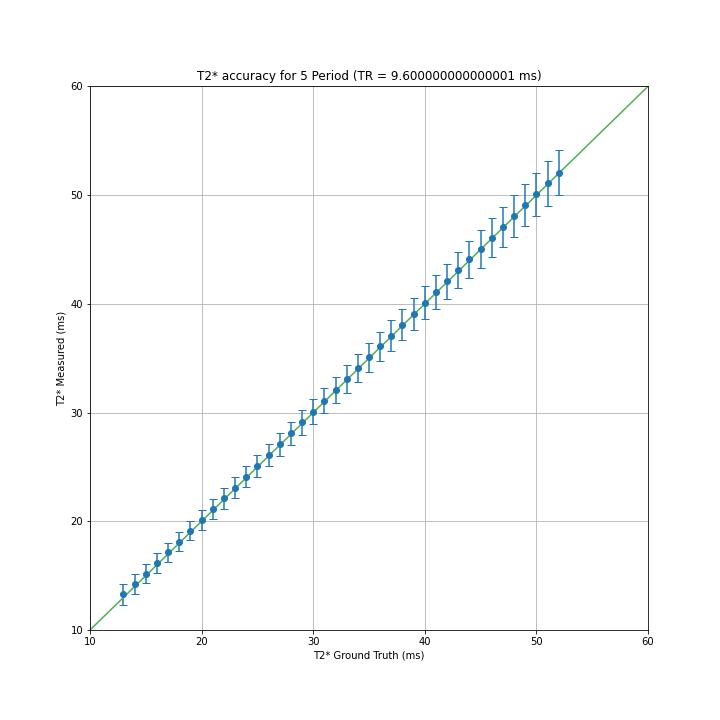 T2* accuracy for 5 Period (TR = 9.600000000000001 ms)
60
50
40
30
20
10
T2* Measured (ms)
10 20 30 40 50 60
T2* Ground Truth (ms)